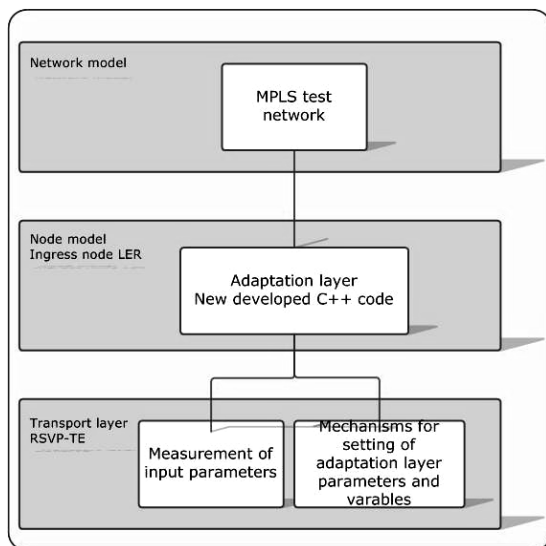 Network model
MPLS test
network
Node model
Ingress node LER
Adaptation layer
New developed C++ code
Transport layer
RSVP-TE
Measurement of
input parameters
Mechanisms for
setting of
adaptation layer
parameters and
varables